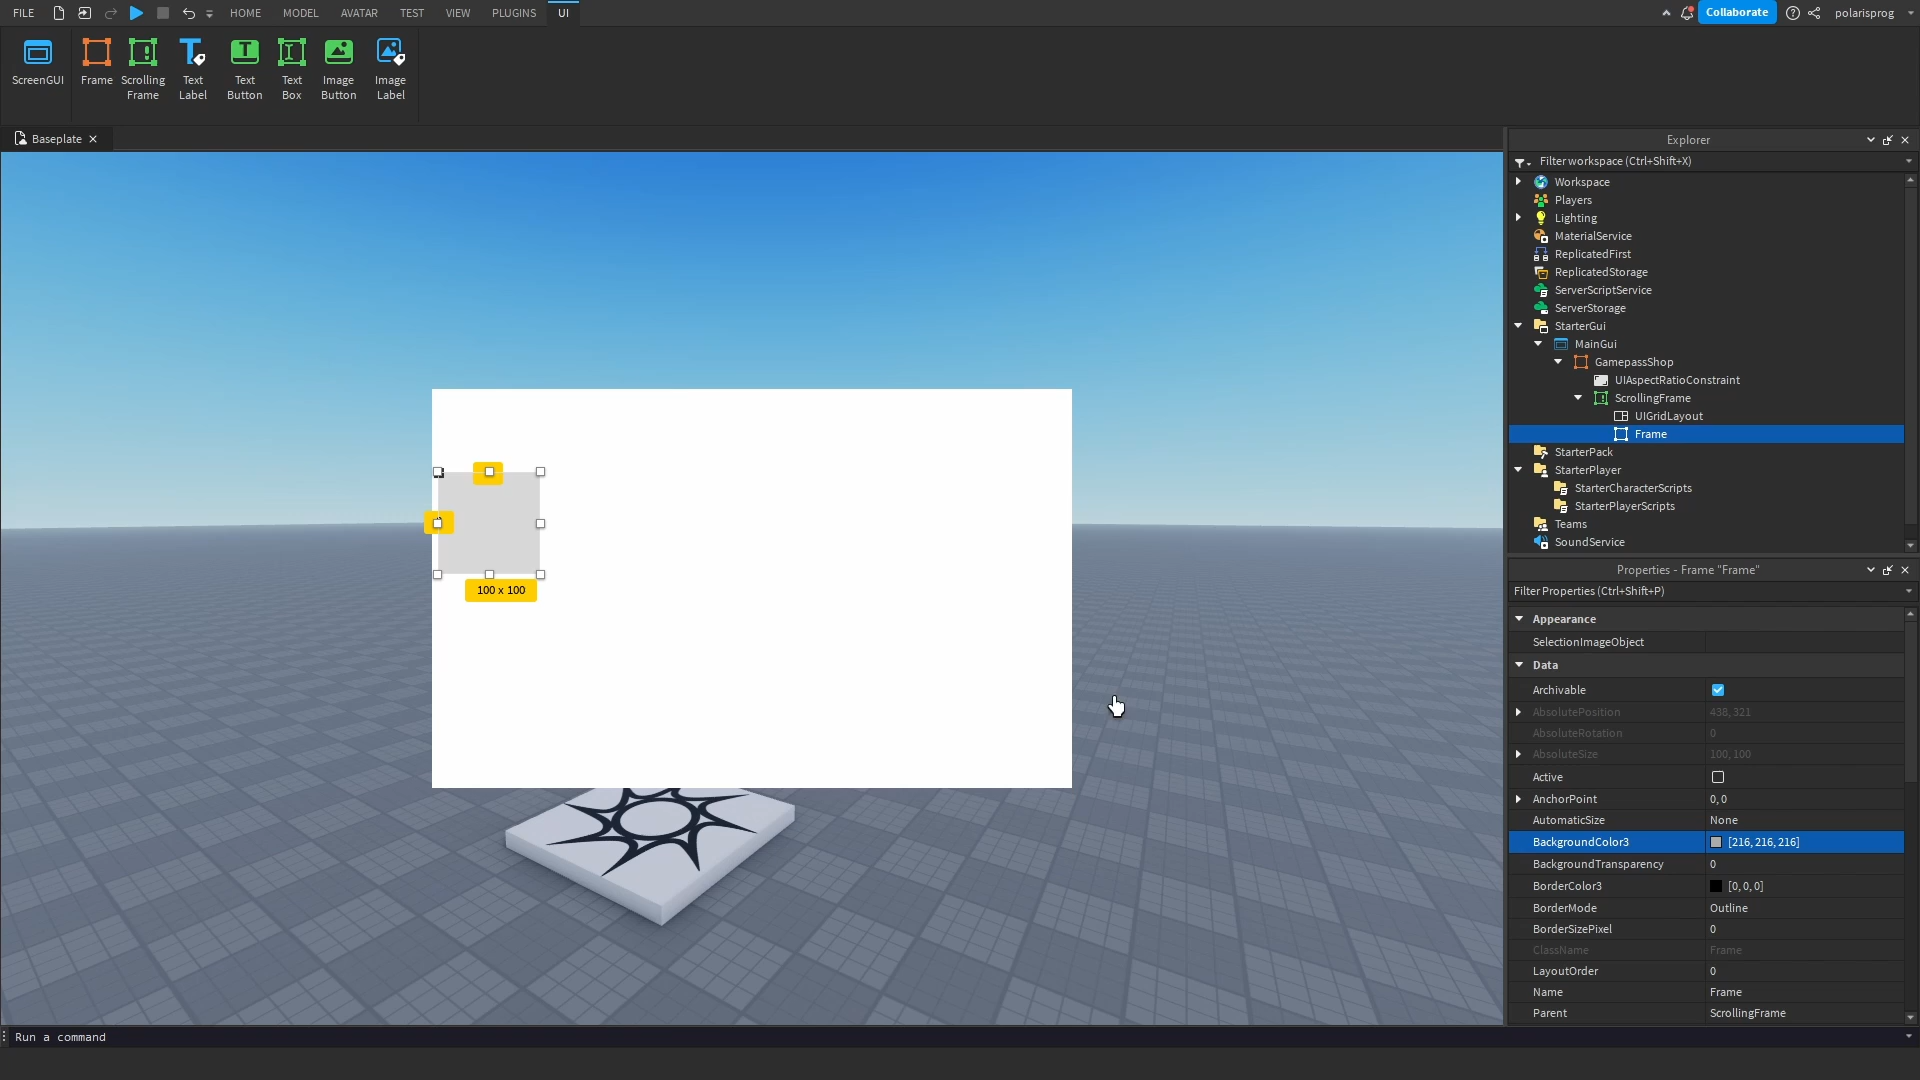 FILE HOME MODEL AVATAR TEST VIEW PLUGINS UI Collaborate polarisprog
ScreenGUI
Frame
Scrolling
Frame
Text
Label
Text
Button
Text
Box
Image
Button
Image
Label
Baseplate
100 x 100
Explorer
Filter workspace (Ctrl+Shift+X)
Workspace
Players
Lighting
MaterialService
ReplicatedFirst
ReplicatedStorage
ServerScriptService
ServerStorage
StarterGui
MainGui
GamepassShop
UIAspectRatioConstraint
ScrollingFrame
UIGridLayout
Frame
StarterPack
StarterPlayer
StarterCharacterScripts
StarterPlayerScripts
Teams
SoundService
Properties - Frame "Frame"
Filter Properties (Ctrl+Shift+P)
Appearance
SelectionImageObject
Data
Archivable
AbsolutePosition 438, 321
AbsoluteRotation 0
AbsoluteSize 100, 100
Active
AnchorPoint 0, 0
AutomaticSize None
BackgroundColor3 [216, 216, 216]
BackgroundTransparency 0
BorderColor3 [0, 0, 0]
BorderMode Outline
BorderSizePixel 0
ClassName Frame
LayoutOrder 0
Name Frame
Parent ScrollingFrame
Run a command